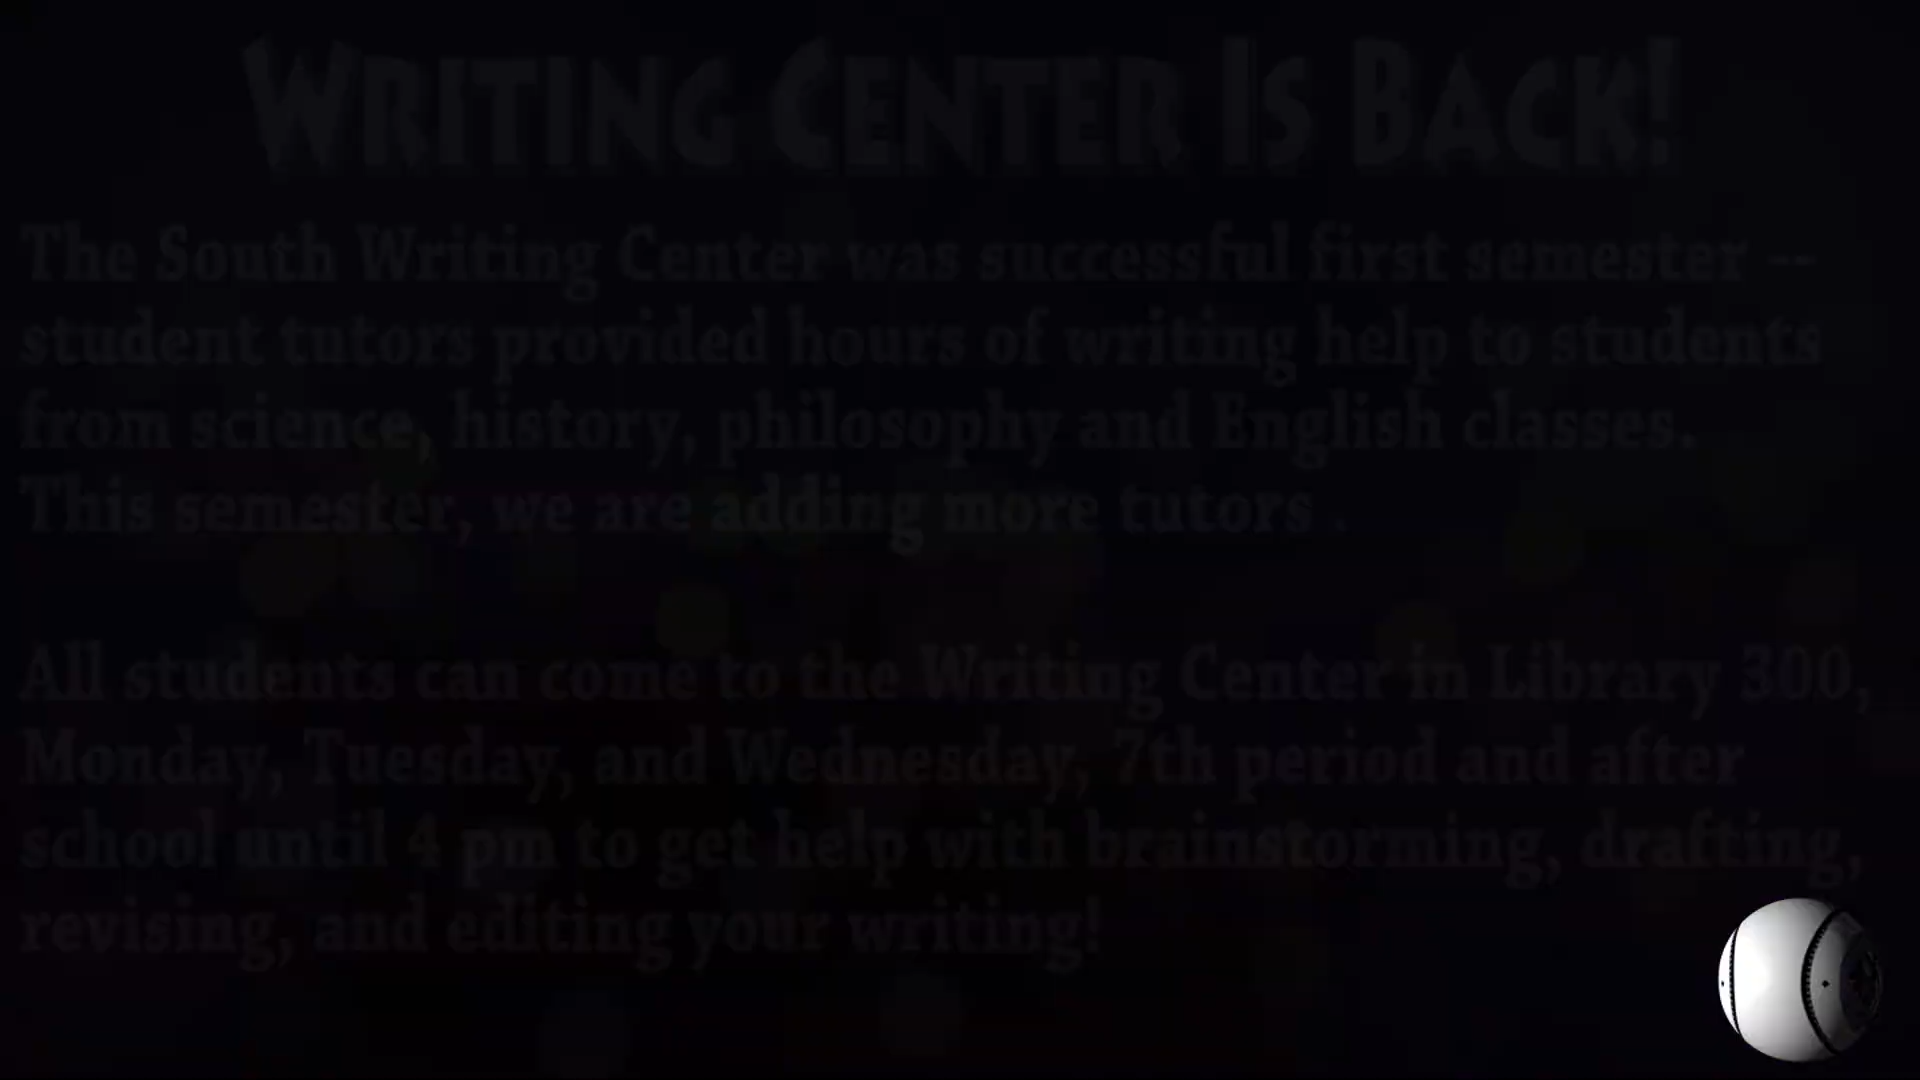 Writing Center Is Back!
The South Writing Center was successful first semester --
student tutors provided hours of writing help to students
from science, history, philosophy and English classes.
This semester, we are adding more tutors .
All students can come to the Writing Center in Library 300,
Monday, Tuesday, and Wednesday, 7th period and after
school until 4 pm to get help with brainstorming, drafting,
revising, and editing your writing!